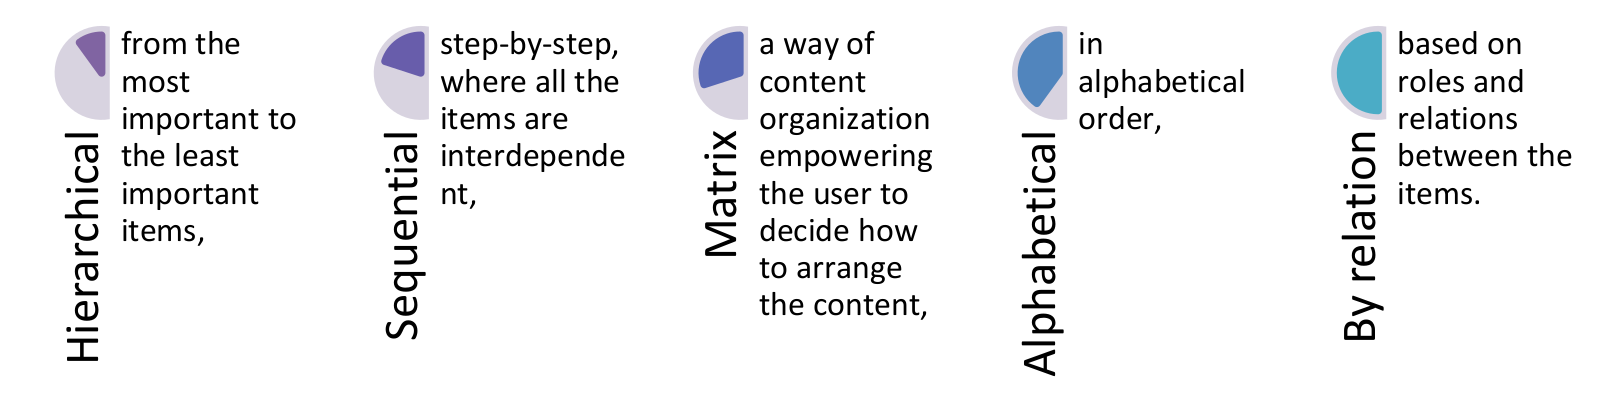 Hierarchical
from the
most
important to
the least
important
items,
Sequential
step-by-step,
where all the
items are
interdepende
nt,
Matrix
a way of
content
organization
empowering
the user to
decide how
to arrange
the content,
Alphabetical
in
alphabetical
order,
By relation
based on
roles and
relations
between the
items.